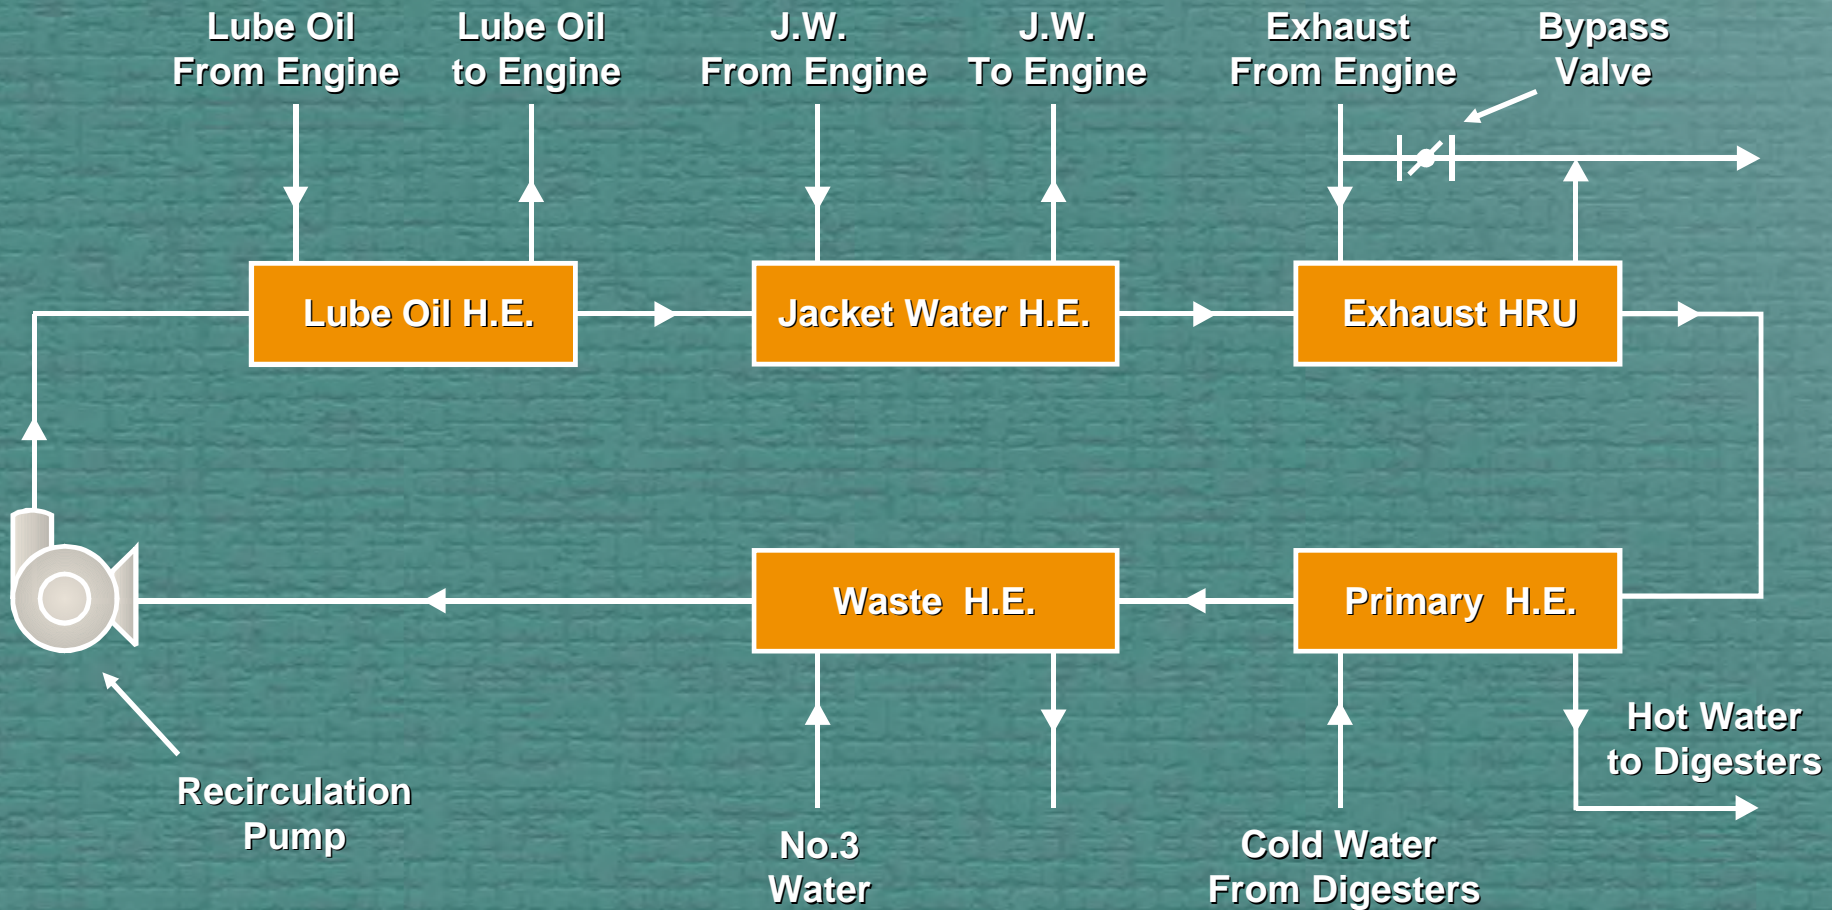 Lube Oil
From Engine
Lube Oil
to Engine
J.W.
From Engine
J.W.
To Engine
Exhaust
From Engine
Bypass
Valve
Lube Oil H.E.
Jacket Water H.E.
Exhaust HRU
Waste H.E.
Primary H.E.
Hot Water
to Digesters
Recirculation
Pump
No.3
Water
Cold Water
From Digesters